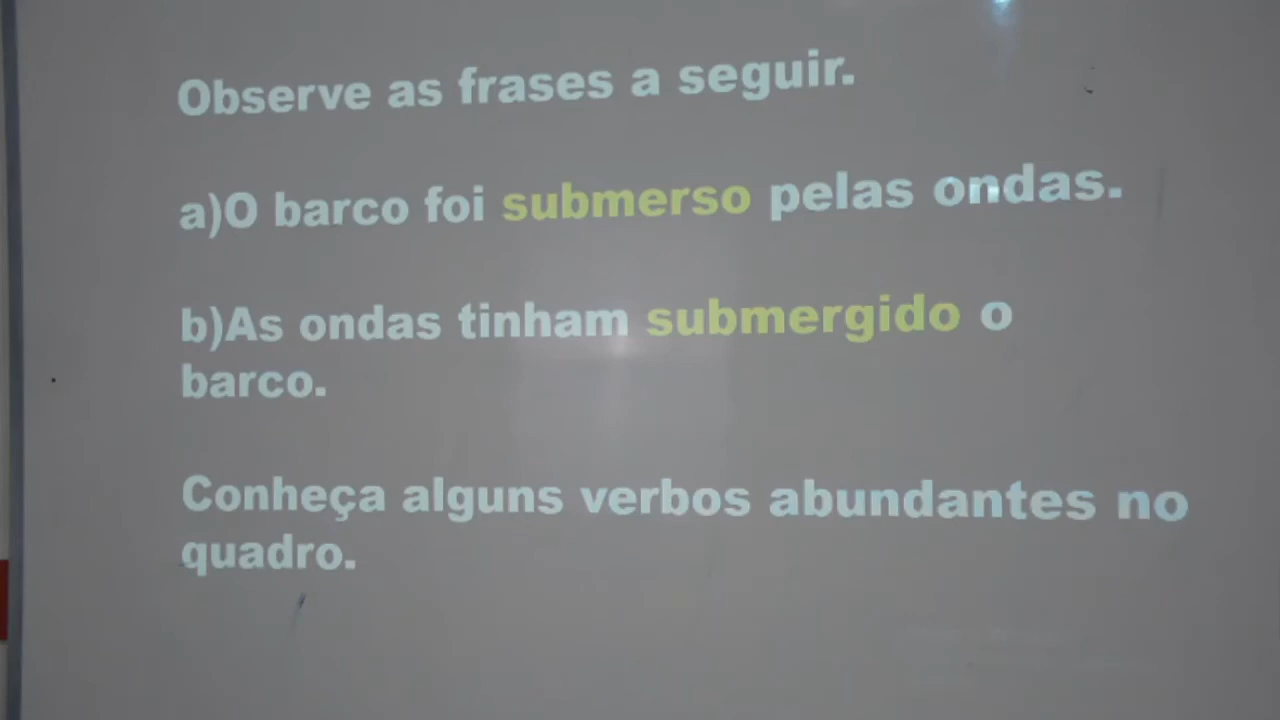 Observe as frases a seguir.
a)O barco foi submerso pelas ondas.
b)As ondas tinham submergido o
barco.
Conheça alguns verbos abundantes no
quadro.